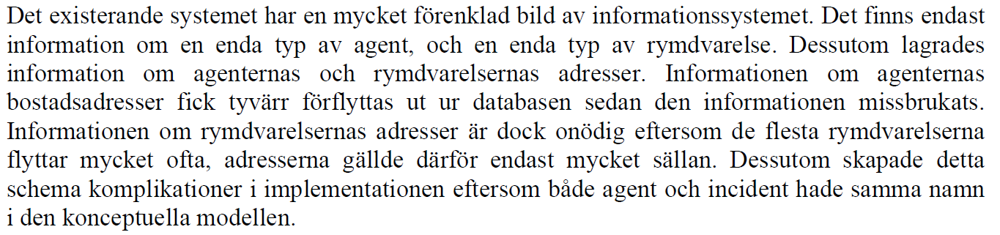 Det existerande systemet har en mycket förenklad bild av informationssystemet. Det finns endast
information om en enda typ av agent, och en enda typ av rymdvarelse. Dessutom lagrades
information om agenternas och rymdvarelsernas adresser. Informationen om agenternas
bostadsadresser fick tyvärr förflyttas ut ur databasen sedan den informationen missbrukats.
Informationen om rymdvarelsernas adresser är dock onödig eftersom de flesta rymdvarelserna
flyttar mycket ofta, adresserna gällde därför endast mycket sällan. Dessutom skapade detta
schema komplikationer i implementationen eftersom både agent och incident hade samma namn
i den konceptuella modellen.